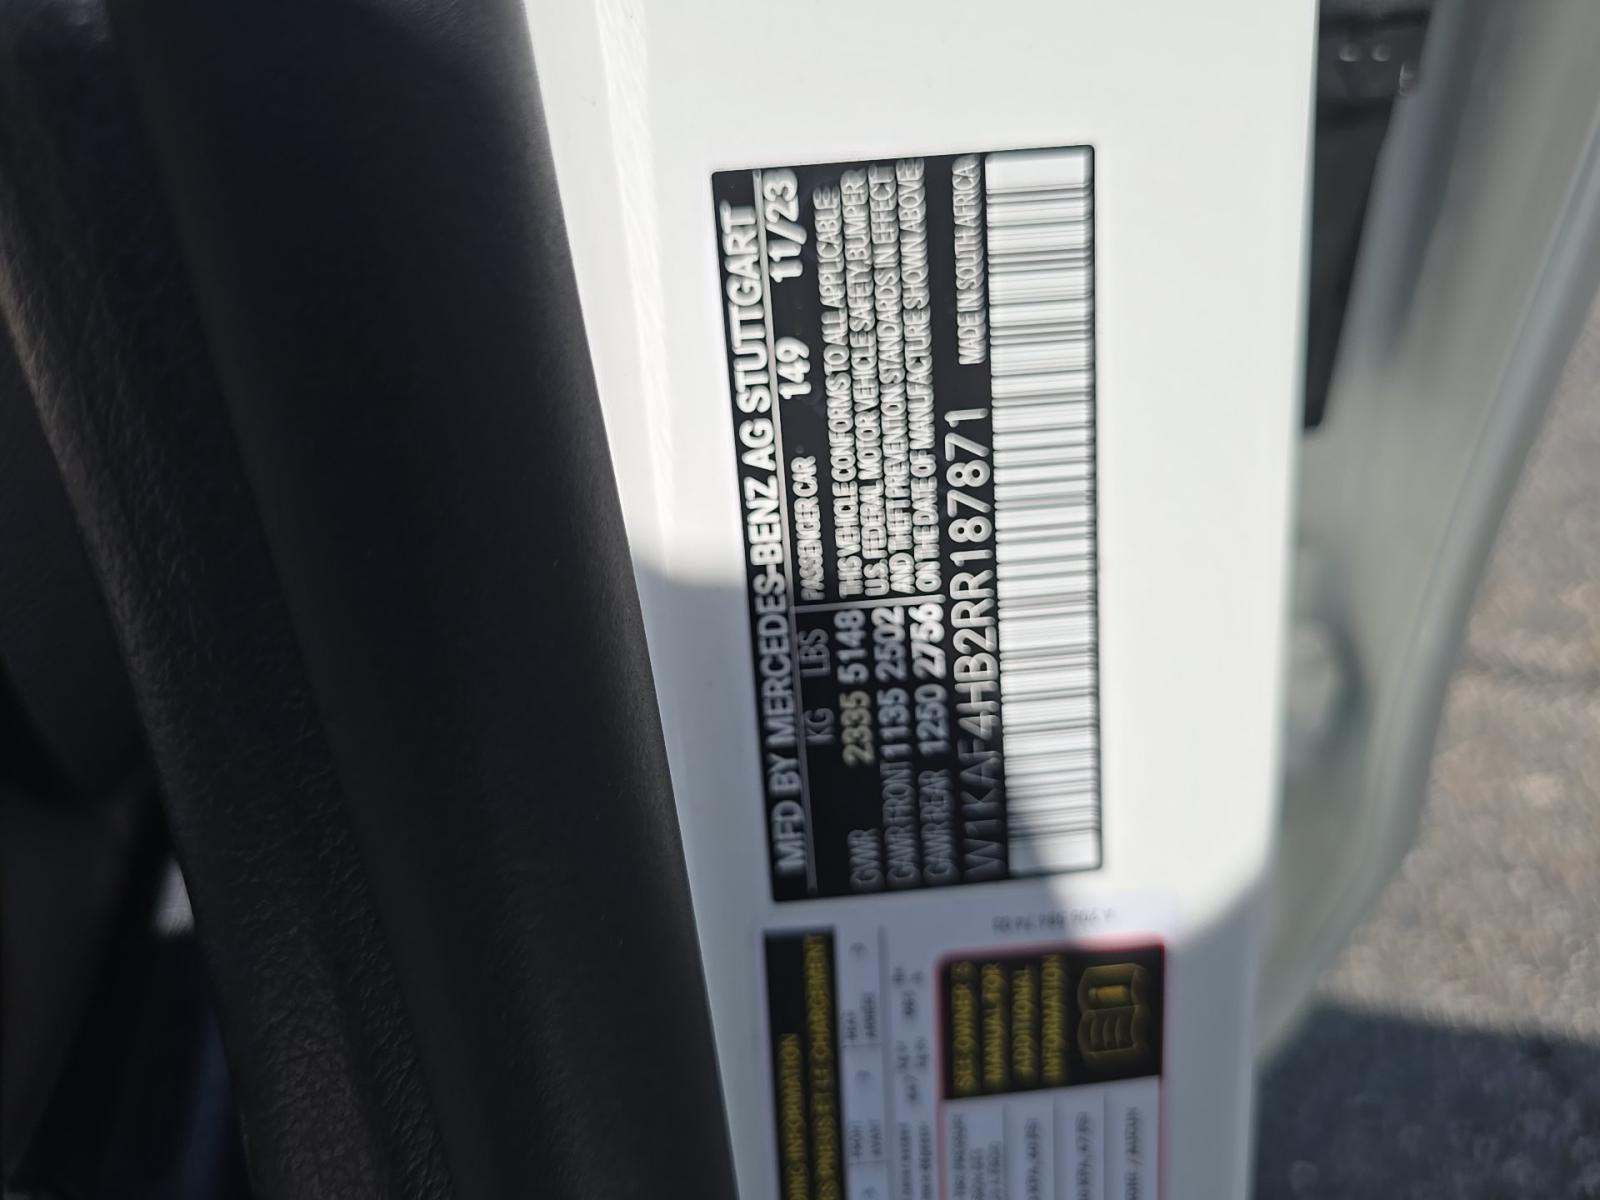 MFD BY MERCEDES-BENZ AG STUTTGART
KG LBS PASSENGER CAR 149 11/23
GVWR 2335 5148 THIS VEHICLE CONFORMS TO ALL APPLICABLE
GAWR FRONT 1135 2502 U.S. FEDERAL MOTOR VEHICLE SAFETY, BUMPER
AND THEFT PREVENTION STANDARDS IN EFFECT
GAWR REAR 1250 2756 ON THE DATE OF MANUFACTURE SHOWN ABOVE
W1KAF4HB2RR187871 MADE IN SOUTH AFRICA
INFORMATION
CHARGEMENT
SEE OWNER'S
MANUAL FOR
ADDITIONAL
INFORMATION